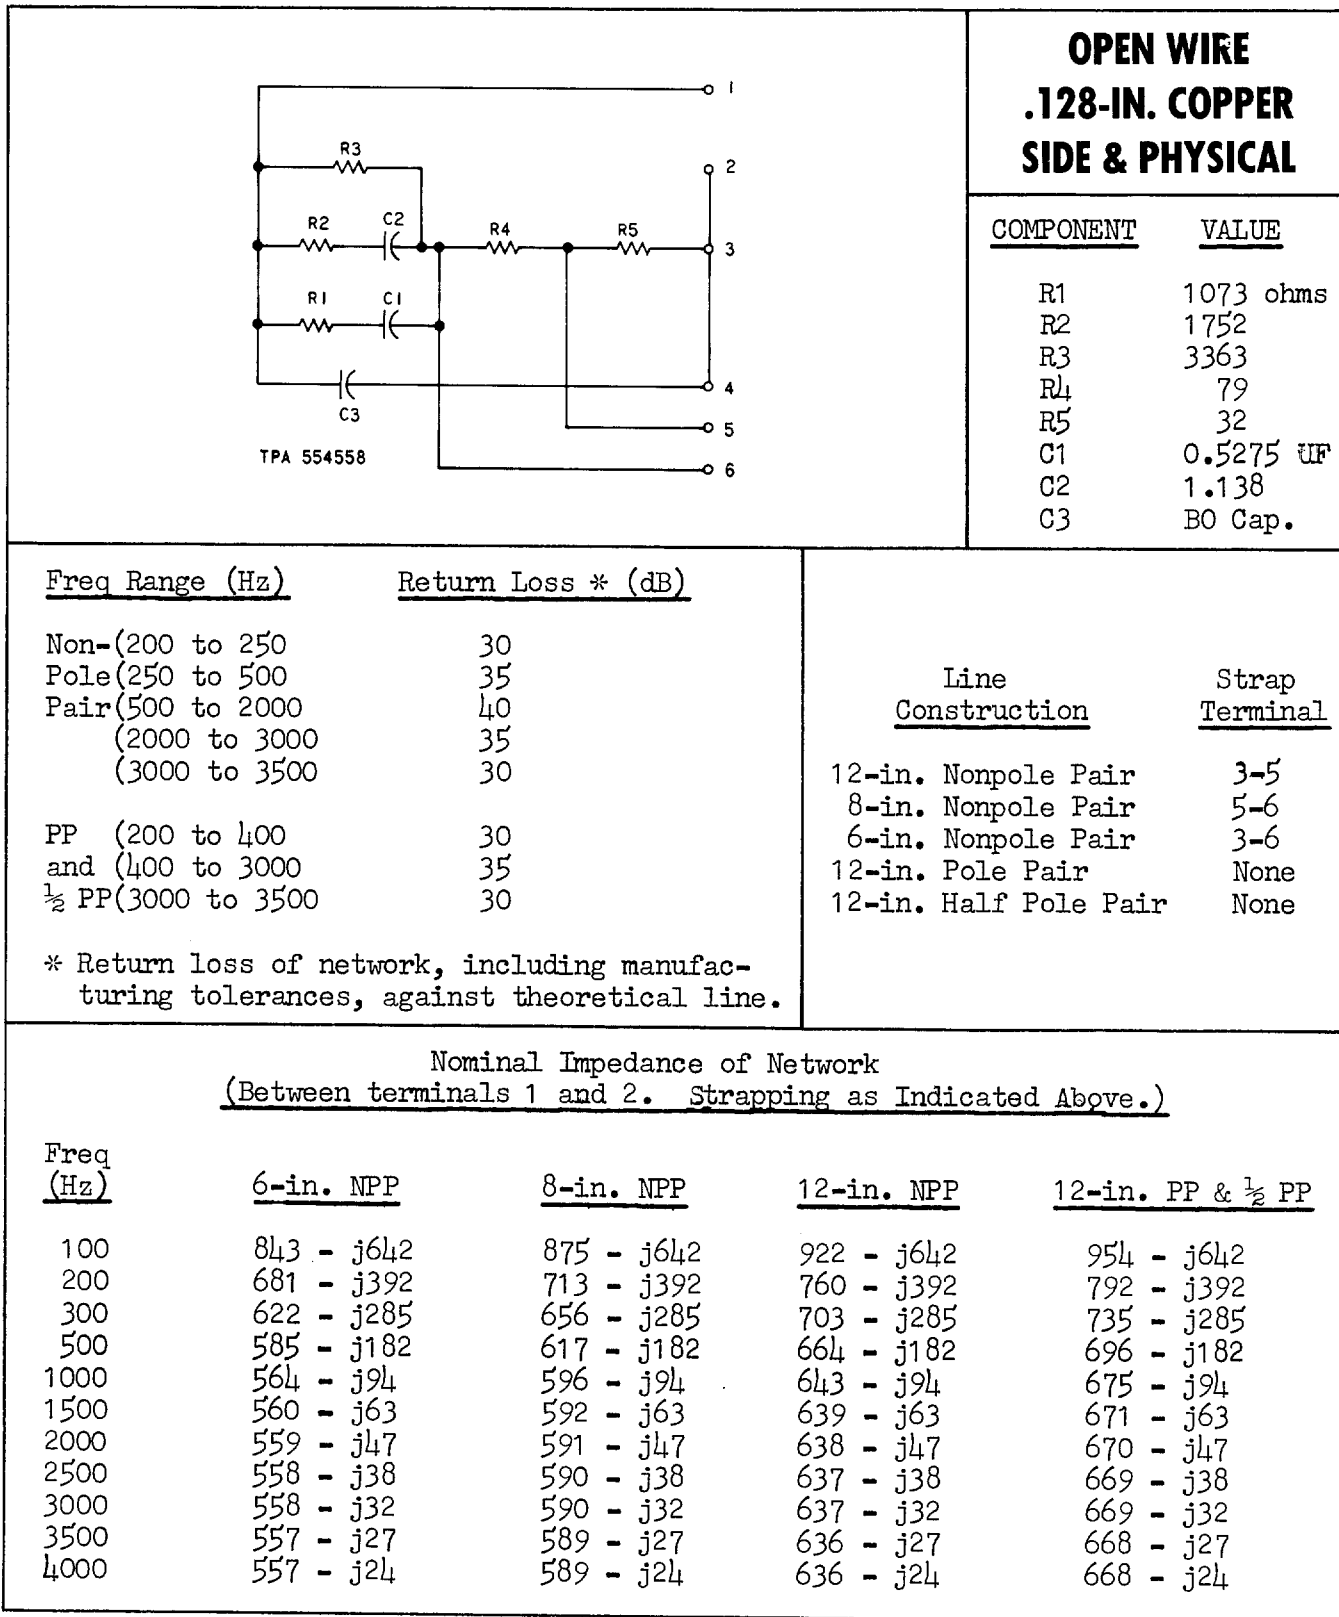 OPEN WIRE
.128-IN. COPPER
SIDE & PHYSICAL
1
R3
2
R2 C2 R4 R5
3
R1 C1
4
C3
5
TPA 554558
6
COMPONENT VALUE
R1 1073 ohms
R2 1752
R3 3363
R4 79
R5 32
C1 0.5275 UF
C2 1.138
C3 BO Cap.
Freq Range (Hz) Return Loss * (dB)
Non-(200 to 250 30
Pole(250 to 500 35
Pair(500 to 2000 40
(2000 to 3000 35
(3000 to 3500 30
PP (200 to 400 30
and (400 to 3000 35
½ PP(3000 to 3500 30
* Return loss of network, including manufac-
turing tolerances, against theoretical line.
Line Strap
Construction Terminal
12-in. Nonpole Pair 3-5
8-in. Nonpole Pair 5-6
6-in. Nonpole Pair 3-6
12-in. Pole Pair None
12-in. Half Pole Pair None
Nominal Impedance of Network
(Between terminals 1 and 2. Strapping as Indicated Above.)
Freq
(Hz) 6-in. NPP 8-in. NPP 12-in. NPP 12-in. PP & ½ PP
100 843 - j642 875 - j642 922 - j642 954 - j642
200 681 - j392 713 - j392 760 - j392 792 - j392
300 622 - j285 656 - j285 703 - j285 735 - j285
500 585 - j182 617 - j182 664 - j182 696 - j182
1000 564 - j94 596 - j94 643 - j94 675 - j94
1500 560 - j63 592 - j63 639 - j63 671 - j63
2000 559 - j47 591 - j47 638 - j47 670 - j47
2500 558 - j38 590 - j38 637 - j38 669 - j38
3000 558 - j32 590 - j32 637 - j32 669 - j32
3500 557 - j27 589 - j27 636 - j27 668 - j27
4000 557 - j24 589 - j24 636 - j24 668 - j24